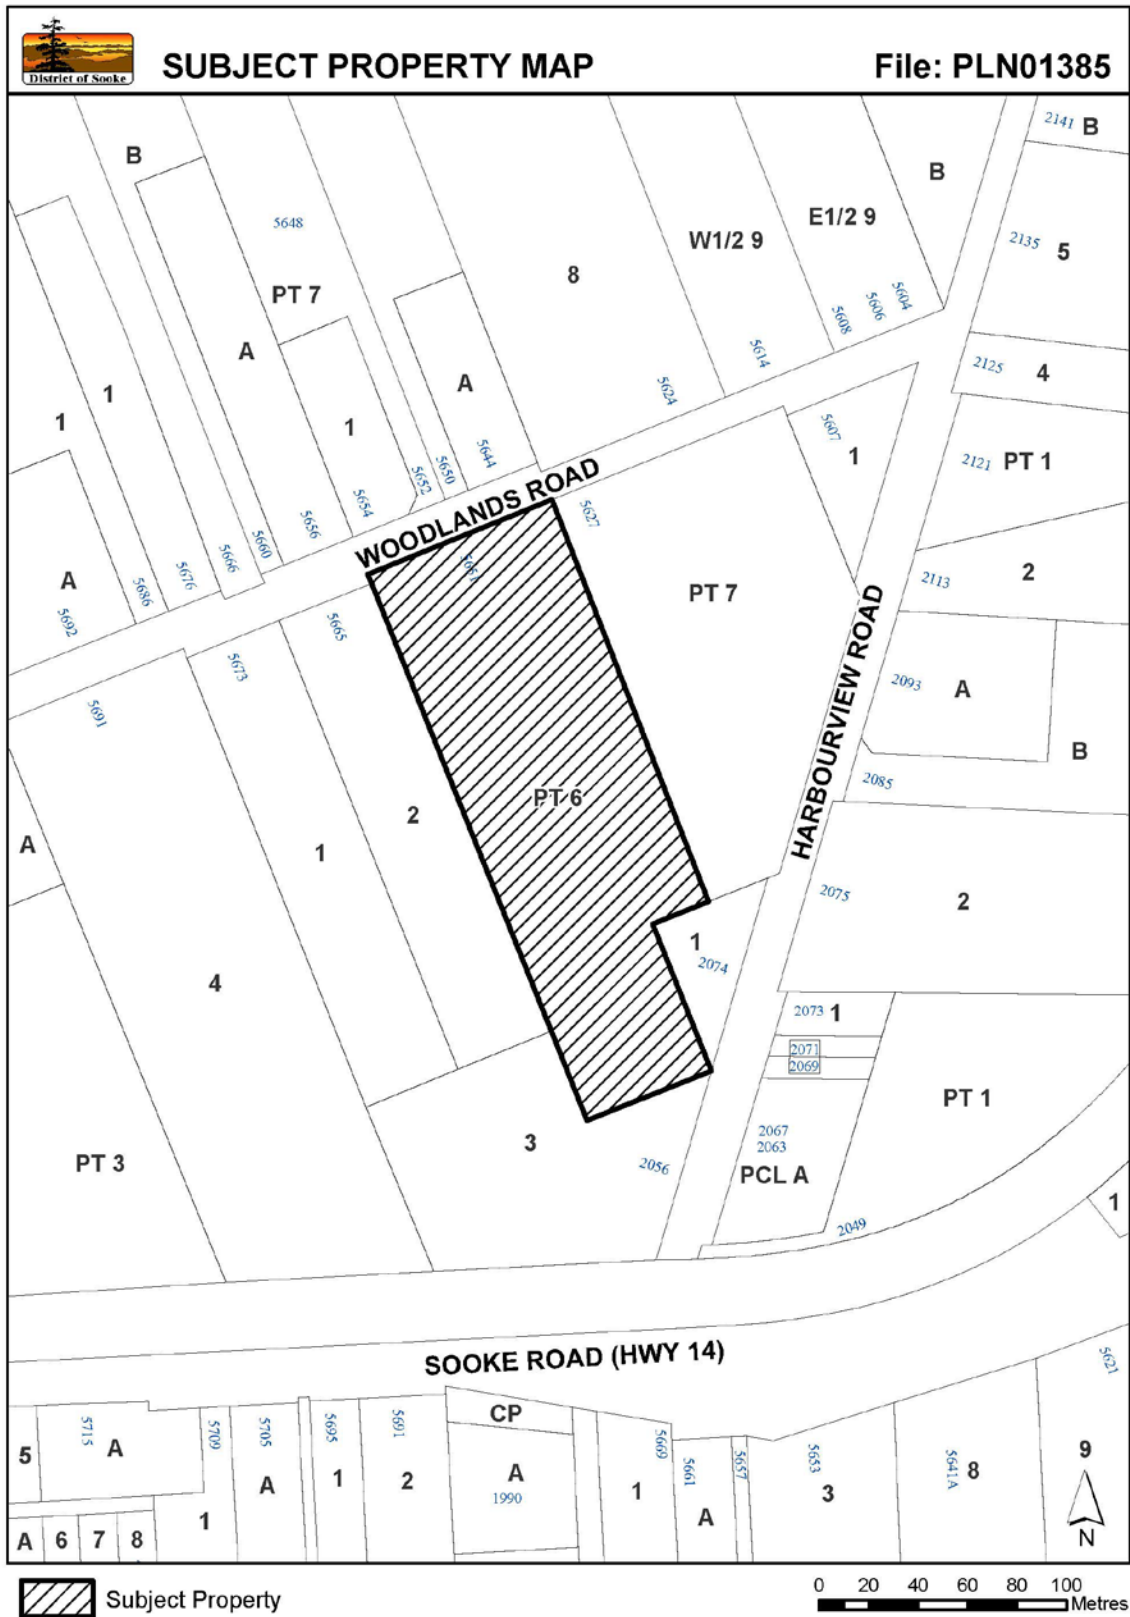 District of Sooke
SUBJECT PROPERTY MAP
File: PLN01385
2141 B
B
B
5648
E1/2 9
W1/2 9
2135 5
8
PT 7
5604
5606
5608
A
5614
2125 4
A
5624
1
5607
1
1
1
2121 PT 1
5644
5650
5652
WOODLANDS ROAD
5627
5654
5656
5660
5666
5676
5686
A
5692
5651
2
2113
PT 7
5665
5673
HARBOURVIEW ROAD
2093 A
5691
B
2085
PT 6
2
A
1
2075 2
1
2074
4
2073 1
2071
2069
PT 1
2067
2063
3
2056
PT 3
PCL A
1
2049
SOOKE ROAD (HWY 14)
5621
CP
5715 A
5709
5705
5695
5691
5669
5661
5657
5653
5641A
5
A
1
2
A
1990
1
A
3
8
9
1
A 6 7 8
N
Subject Property
0 20 40 60 80 100
Metres